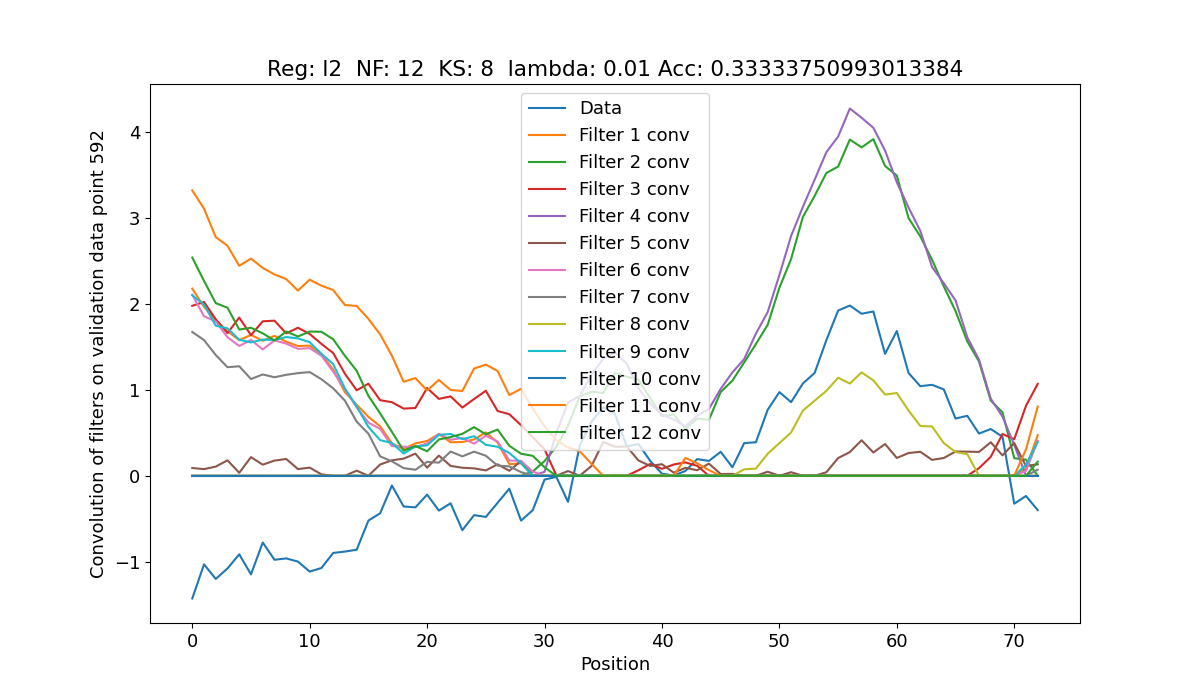 Reg: l2  NF: 12  KS: 8  lambda: 0.01 Acc: 0.33333750993013384
Convolution of filters on validation data point 592
4
3
2
1
0
−1
Data
Filter 1 conv
Filter 2 conv
Filter 3 conv
Filter 4 conv
Filter 5 conv
Filter 6 conv
Filter 7 conv
Filter 8 conv
Filter 9 conv
Filter 10 conv
Filter 11 conv
Filter 12 conv
0 10 20 30 40 50 60 70
Position